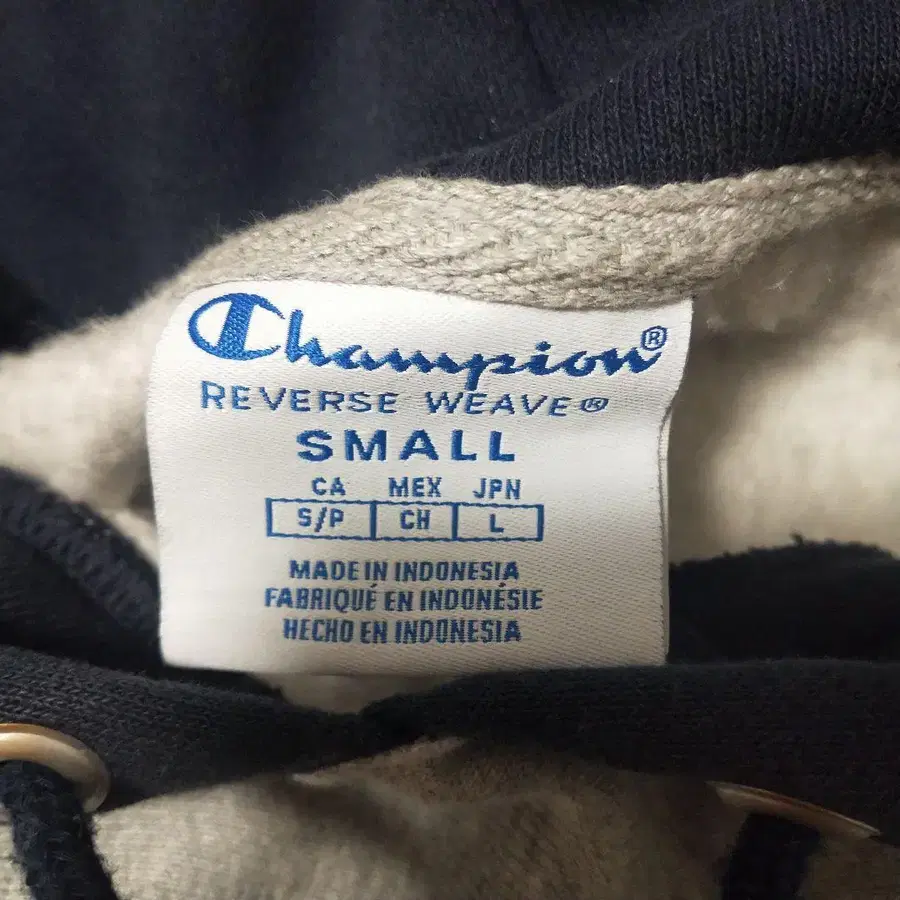 Champion®
REVERSE WEAVE®
SMALL
CA MEX JPN
S/P CH L
MADE IN INDONESIA
FABRIQUÉ EN INDONÉSIE
HECHO EN INDONESIA